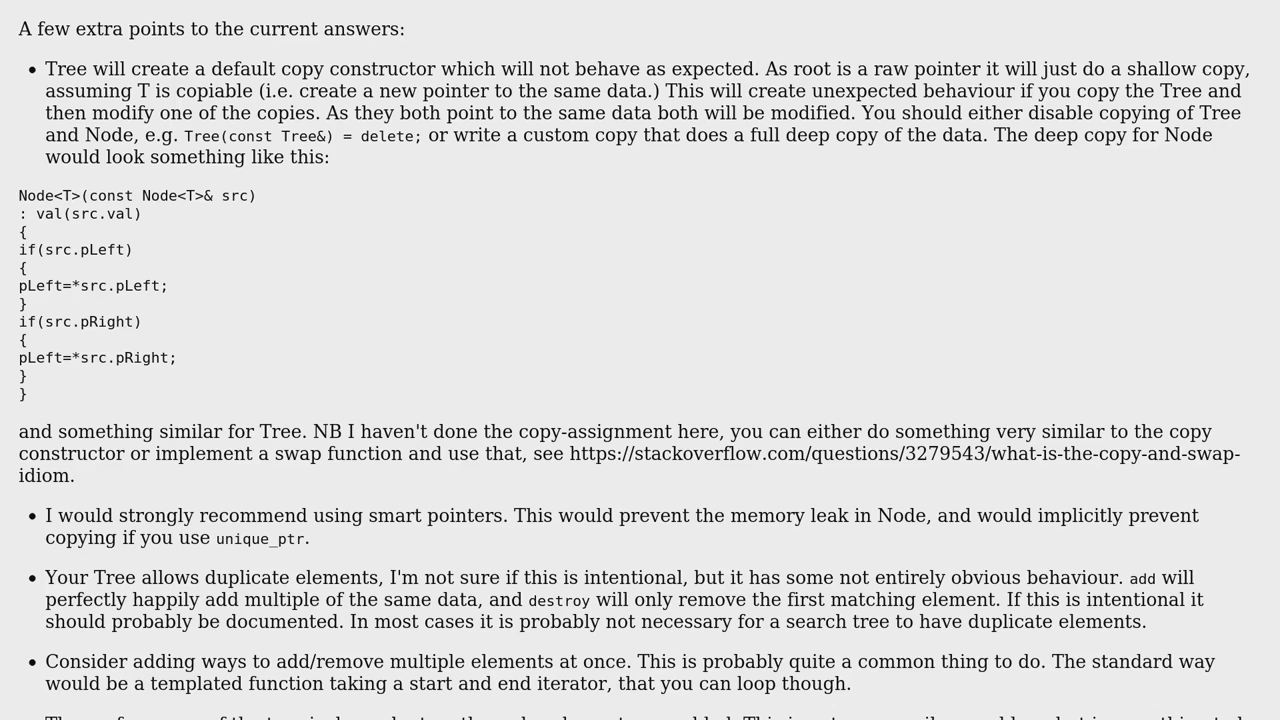 A few extra points to the current answers:
• Tree will create a default copy constructor which will not behave as expected. As root is a raw pointer it will just do a shallow copy,
assuming T is copiable (i.e. create a new pointer to the same data.) This will create unexpected behaviour if you copy the Tree and
then modify one of the copies. As they both point to the same data both will be modified. You should either disable copying of Tree
and Node, e.g. Tree(const Tree&) = delete; or write a custom copy that does a full deep copy of the data. The deep copy for Node
would look something like this:
Node<T>(const Node<T>& src)
: val(src.val)
{
if(src.pLeft)
{
pLeft=*src.pLeft;
}
if(src.pRight)
{
pLeft=*src.pRight;
}
}
and something similar for Tree. NB I haven't done the copy-assignment here, you can either do something very similar to the copy
constructor or implement a swap function and use that, see https://stackoverflow.com/questions/3279543/what-is-the-copy-and-swap-
idiom.
• I would strongly recommend using smart pointers. This would prevent the memory leak in Node, and would implicitly prevent
copying if you use unique_ptr.
• Your Tree allows duplicate elements, I'm not sure if this is intentional, but it has some not entirely obvious behaviour. add will
perfectly happily add multiple of the same data, and destroy will only remove the first matching element. If this is intentional it
should probably be documented. In most cases it is probably not necessary for a search tree to have duplicate elements.
• Consider adding ways to add/remove multiple elements at once. This is probably quite a common thing to do. The standard way
would be a templated function taking a start and end iterator, that you can loop though.